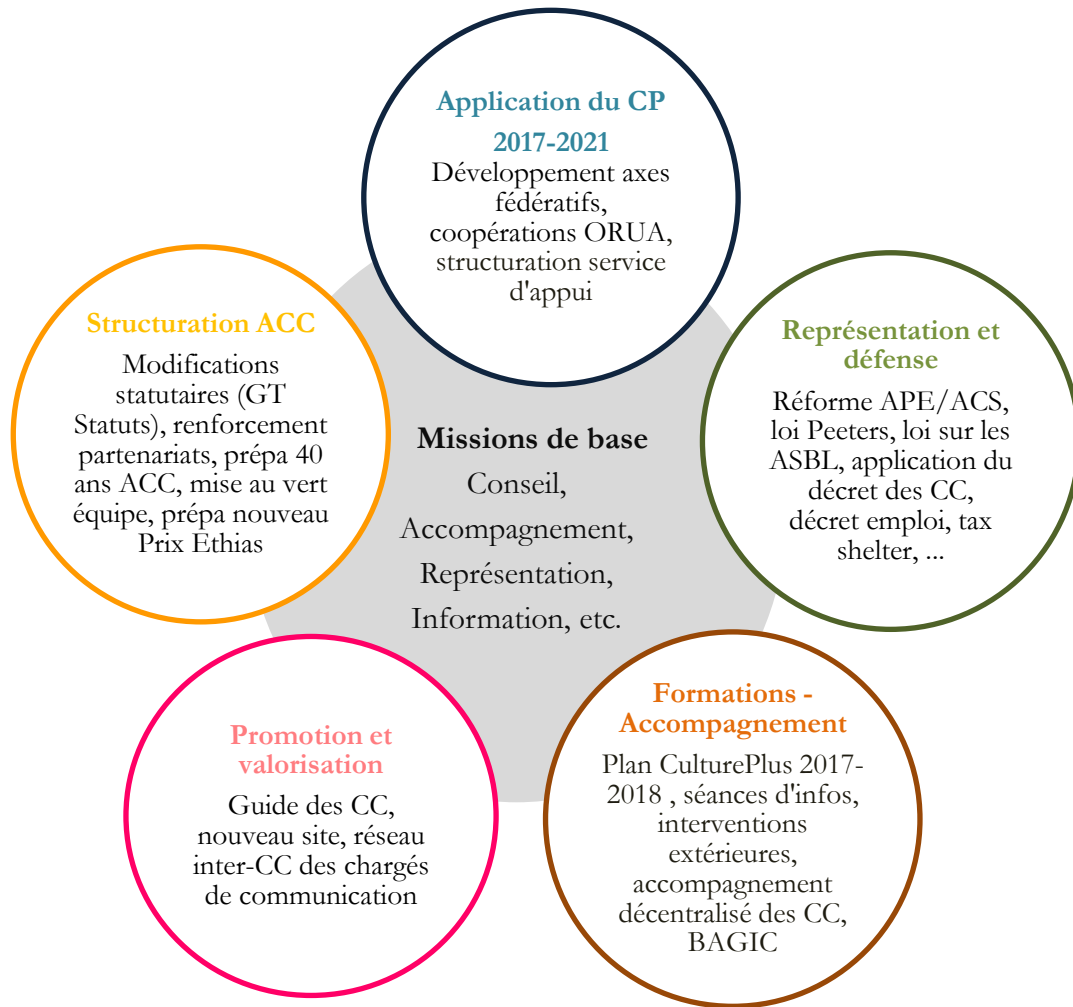 Application du CP
2017-2021
Développement axes
fédératifs,
coopérations ORUA,
structuration service
d'appui
Structuration ACC
Modifications
statutaires (GT
Statuts), renforcement
partenariats, prépa 40
ans ACC, mise au vert
équipe, prépa nouveau
Prix Ethias
Missions de base
Conseil,
Accompagnement,
Représentation,
Information, etc.
Représentation et
défense
Réforme APE/ACS,
loi Peeters, loi sur les
ASBL, application du
décret des CC,
décret emploi, tax
shelter, ...
Promotion et
valorisation
Guide des CC,
nouveau site, réseau
inter-CC des chargés
de communication
Formations -
Accompagnement
Plan CulturePlus 2017-
2018 , séances d'infos,
interventions
extérieures,
accompagnement
décentralisé des CC,
BAGIC